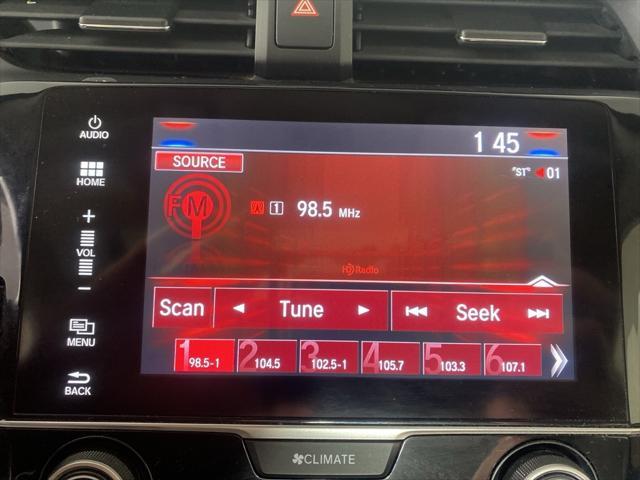 AUDIO
1 45
SOURCE
"ST" 01
HOME
FM
1 98.5 MHz
+
VOL
HD Radio
−
Scan Tune Seek
MENU
1 2 3 4 5 6
98.5-1 104.5 102.5-1 105.7 103.3 107.1
BACK
CLIMATE